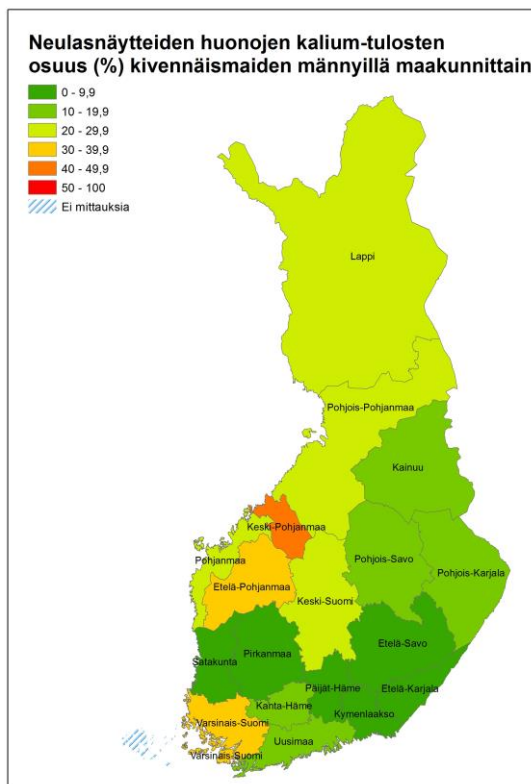 Neulasnäytteiden huonojen kalium-tulosten
osuus (%) kivennäismaiden männyillä maakunnittain
0 - 9,9
10 - 19,9
20 - 29,9
30 - 39,9
40 - 49,9
50 - 100
Ei mittauksia
Lappi
Pohjois-Pohjanmaa
Kainuu
Keski-Pohjanmaa
Pohjanmaa
Pohjois-Savo
Pohjois-Karjala
Etelä-Pohjanmaa
Keski-Suomi
Etelä-Savo
Satakunta
Pirkanmaa
Päijät-Häme
Etelä-Karjala
Kanta-Häme
Kymenlaakso
Varsinais-Suomi
Uusimaa
Varsinais-Suomi